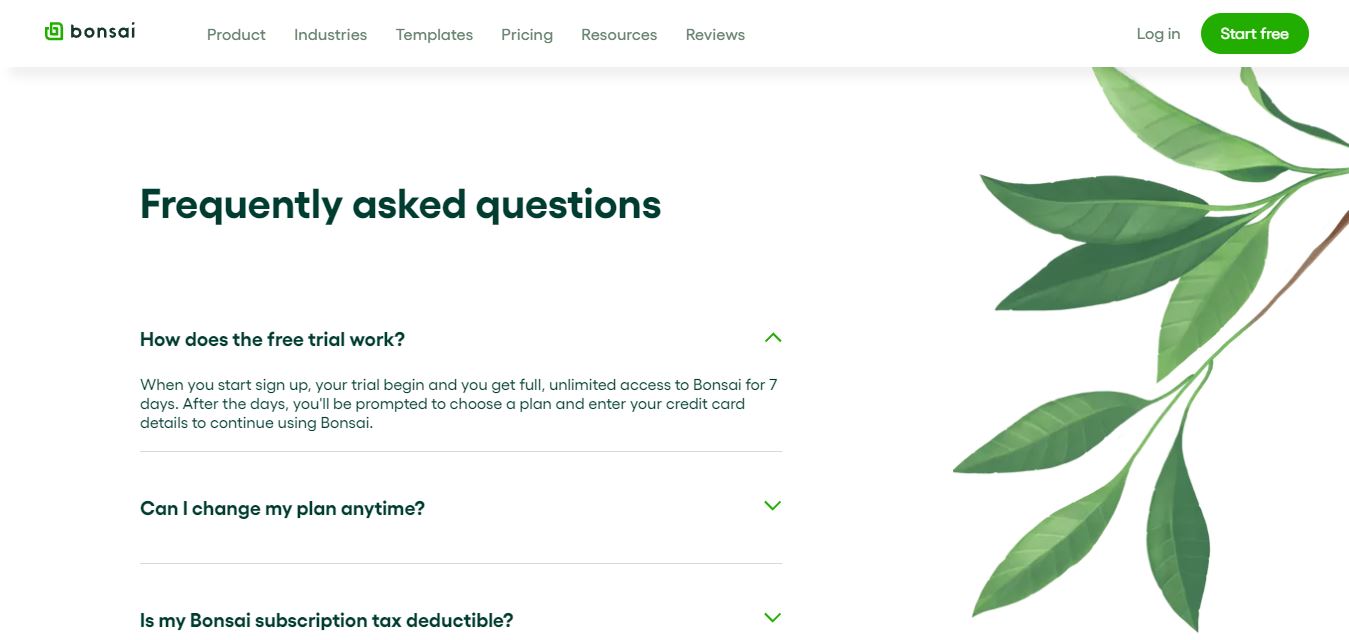 bonsai
Product Industries Templates Pricing Resources Reviews
Log in Start free
Frequently asked questions
How does the free trial work?
When you start sign up, your trial begin and you get full, unlimited access to Bonsai for 7
days. After the days, you'll be prompted to choose a plan and enter your credit card
details to continue using Bonsai.
Can I change my plan anytime?
Is my Bonsai subscription tax deductible?